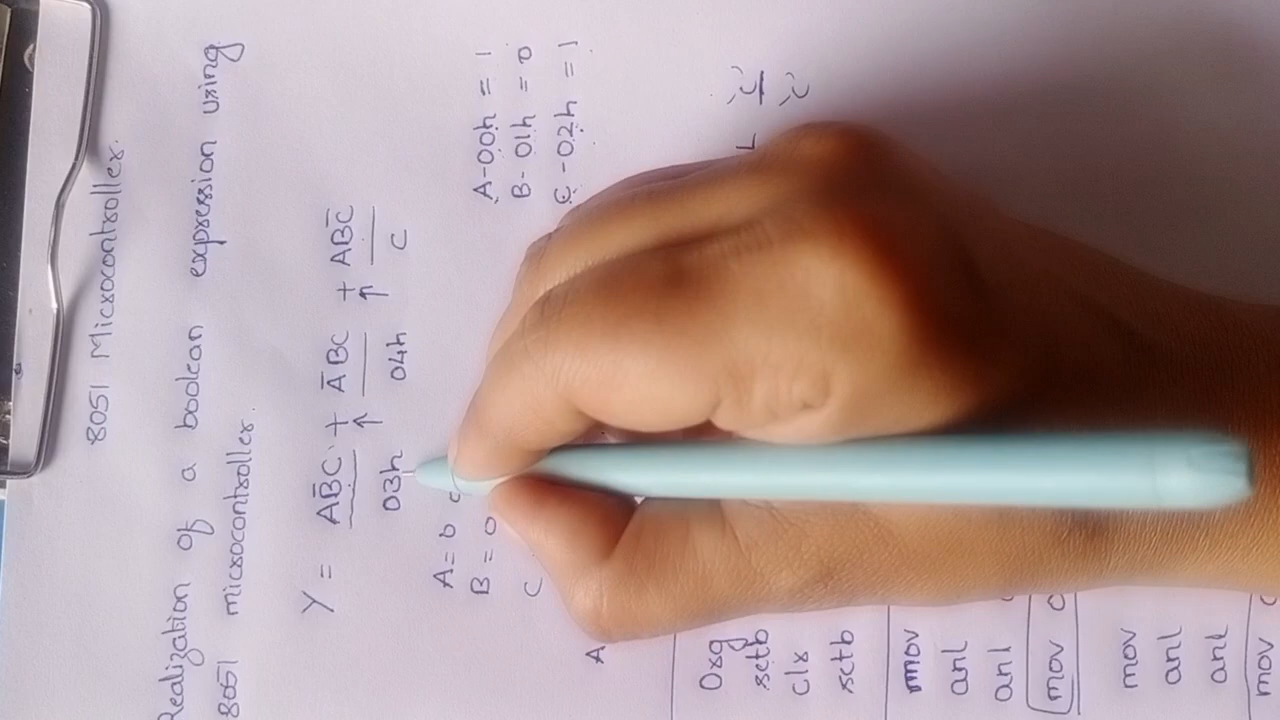 8051 Microcontroller.
Realization of a boolean expression using
8051 microcontroller.
Y = AB̅C + A̅BC + ABC̅
03h 04h C
A - 00h = 1
B - 01h = 0
C - 02h = 1
A = 0
B = 0
C
A
Org
setb
clr
setb
mov
anl
anl
mov C
mov
anl
anl
mov